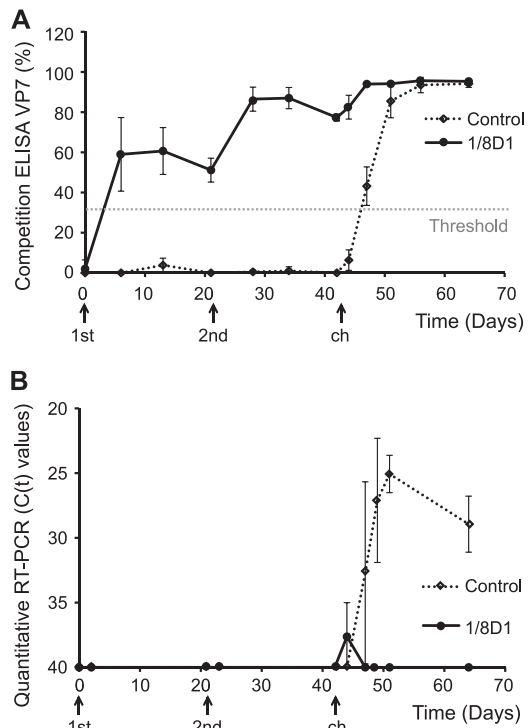 A
Competition ELISA VP7 (%)
120
100
80
60
40
20
0
Control
1/8D1
Threshold
0 10 20 30 40 50 60 70
1st 2nd ch Time (Days)
B
Quantitative RT-PCR (C(t) values)
20
25
30
35
40
Control
1/8D1
0 10 20 30 40 50 60 70
1st 2nd ch Time (Days)